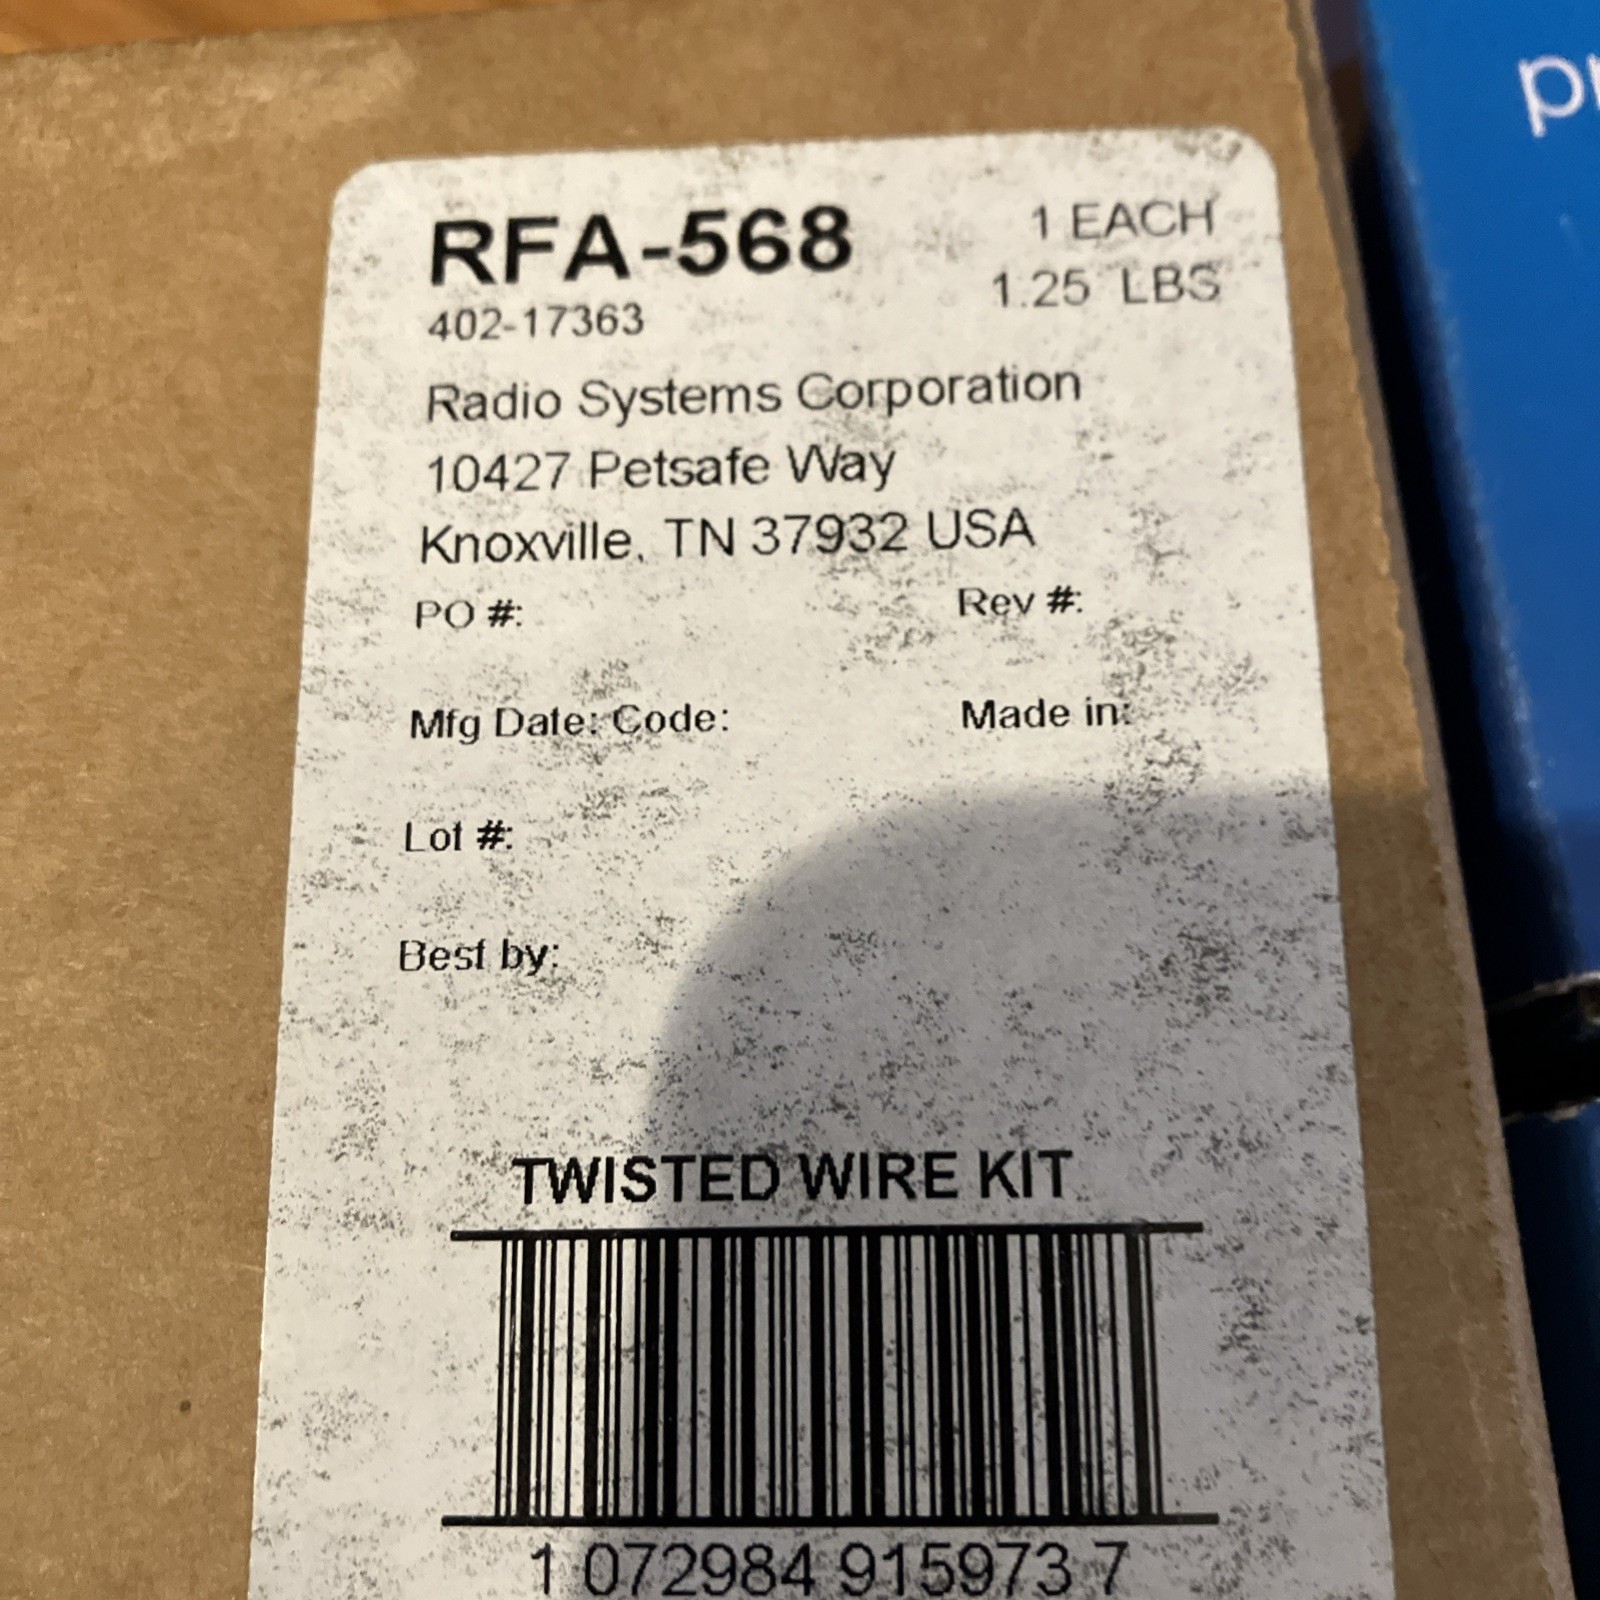 RFA-568
1 EACH
402-17363
1.25 LBS
Radio Systems Corporation
10427 Petsafe Way
Knoxville, TN 37932 USA
PO #:
Rev #:
Mfg Date: Code:
Made in:
Lot #:
Best by:
TWISTED WIRE KIT
1 072984 915973 7